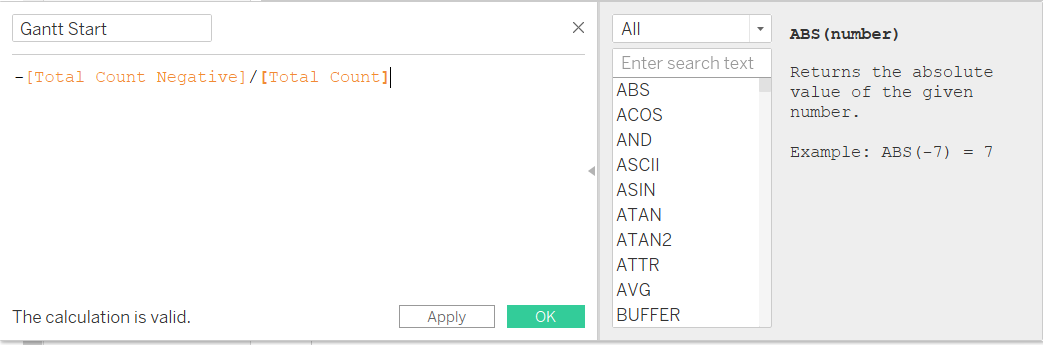 Gantt Start
-[Total Count Negative]/[Total Count]
The calculation is valid.
Apply
OK
All
Enter search text
ABS
ACOS
AND
ASCII
ASIN
ATAN
ATAN2
ATTR
AVG
BUFFER
ABS(number)
Returns the absolute
value of the given
number.
Example: ABS(-7) = 7